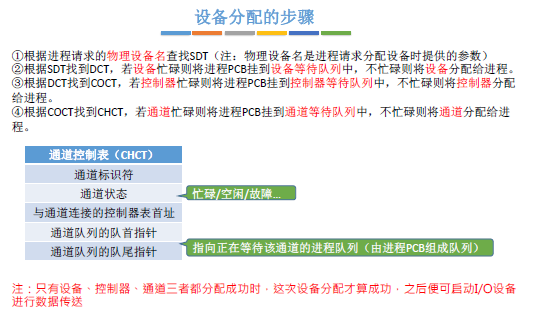 设备分配的步骤
①根据进程请求的物理设备名查找SDT（注：物理设备名是进程请求分配设备时提供的参数）
②根据SDT找到DCT，若设备忙碌则将进程PCB挂到设备等待队列中，不忙碌则将设备分配给进程。
③根据DCT找到COCT，若控制器忙碌则将进程PCB挂到控制器等待队列中，不忙碌则将控制器分配
给进程。
④根据COCT找到CHCT，若通道忙碌则将进程PCB挂到通道等待队列中，不忙碌则将通道分配给进
程。
通道控制表（CHCT）
通道标识符
通道状态
忙碌/空闲/故障...
与通道连接的控制器表首址
通道队列的队首指针
指向正在等待该通道的进程队列（由进程PCB组成队列）
通道队列的队尾指针
注：只有设备、控制器、通道三者都分配成功时，这次设备分配才算成功，之后便可启动I/O设备
进行数据传送